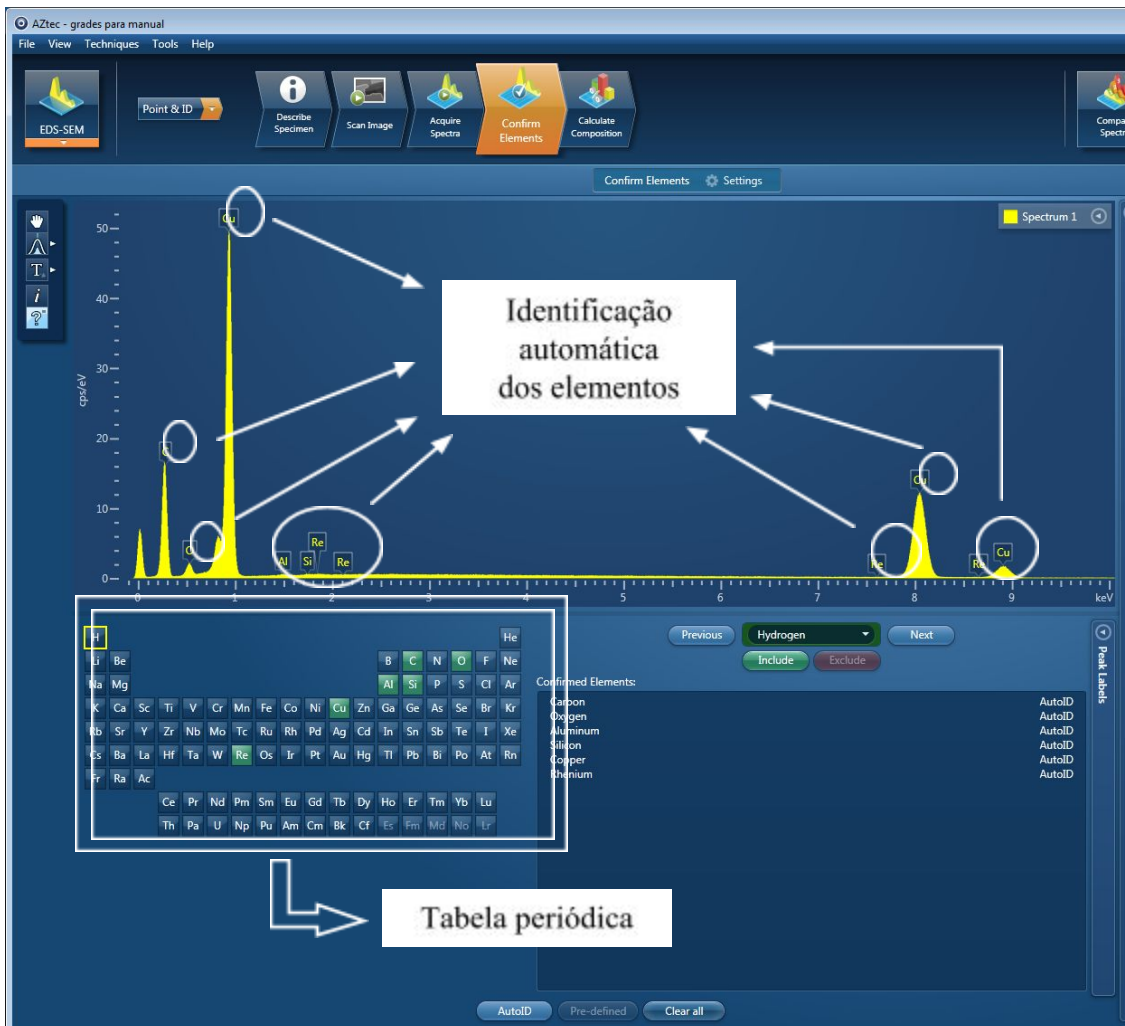 AZtec - grades para manual
File View Techniques Tools Help
EDS-SEM
Point & ID
Describe Specimen
Scan Image
Acquire Spectra
Confirm Elements
Calculate Composition
Confirm Elements Settings
50
40
30
20
10
0
cps/eV
Spectrum 1
Cu
C
O
Al
Si
Re
Re
Re
Cu
Re
Cu
Identificação
automática
dos elementos
0 1 2 3 4 5 6 7 8 9 keV
H He
Li Be B C N O F Ne
Na Mg Al Si P S Cl Ar
K Ca Sc Ti V Cr Mn Fe Co Ni Cu Zn Ga Ge As Se Br Kr
Rb Sr Y Zr Nb Mo Tc Ru Rh Pd Ag Cd In Sn Sb Te I Xe
Cs Ba La Hf Ta W Re Os Ir Pt Au Hg Tl Pb Bi Po At Rn
Fr Ra Ac
Ce Pr Nd Pm Sm Eu Gd Tb Dy Ho Er Tm Yb Lu
Th Pa U Np Pu Am Cm Bk Cf Es Fm Md No Lr
Tabela periódica
Previous Hydrogen Next
Include Exclude
Confirmed Elements:
Carbon AutoID
Oxygen AutoID
Aluminum AutoID
Silicon AutoID
Copper AutoID
Rhenium AutoID
Peak Labels
AutoID Pre-defined Clear all